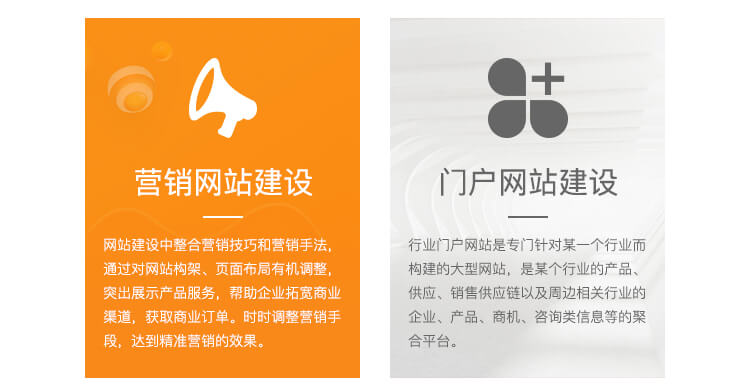 营销网站建设
网站建设中整合营销技巧和营销手法，
通过对网站构架、页面布局有机调整，
突出展示产品服务，帮助企业拓宽商业
渠道，获取商业订单。时时调整营销手
段，达到精准营销的效果。
门户网站建设
行业门户网站是专门针对某一个行业而
构建的大型网站，是某个行业的产品、
供应、销售供应链以及周边相关行业的
企业、产品、商机、咨询类信息等的聚
合平台。